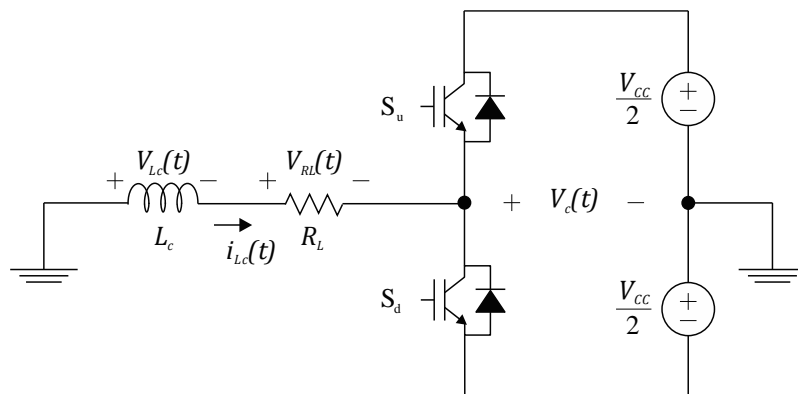 S_u
V_CC
2
+
−
V_Lc(t)
+ −
V_RL(t)
+ −
+ V_c(t) −
L_c
i_Lc(t)
R_L
S_d
V_CC
2
+
−